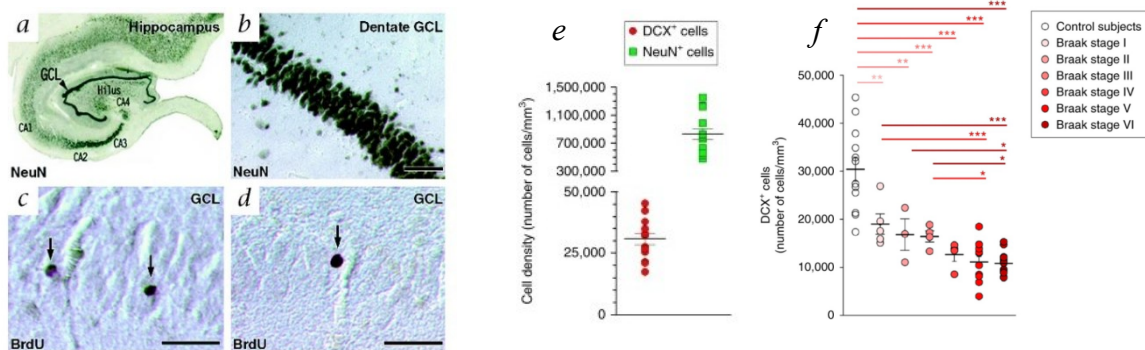 a
Hippocampus
GCL
Hilus
CA4
CA1
CA3
CA2
NeuN
b
Dentate GCL
NeuN
c
GCL
BrdU
d
GCL
BrdU
e
DCX+ cells
NeuN+ cells
Cell density (number of cells/mm³)
1,500,000
1,100,000
700,000
300,000
50,000
25,000
0
f
***
***
***
***
**
**
***
***
*
*
*
DCX+ cells
(number of cells/mm³)
50,000
40,000
30,000
20,000
10,000
0
Control subjects
Braak stage I
Braak stage II
Braak stage III
Braak stage IV
Braak stage V
Braak stage VI